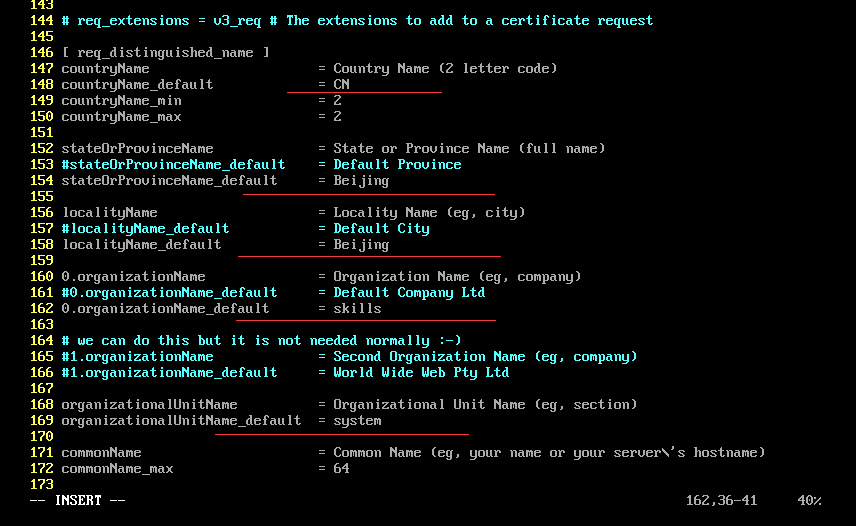 143
144 # req_extensions = v3_req # The extensions to add to a certificate request
145
146 [ req_distinguished_name ]
147 countryName                     = Country Name (2 letter code)
148 countryName_default             = CN
149 countryName_min                 = 2
150 countryName_max                 = 2
151
152 stateOrProvinceName             = State or Province Name (full name)
153 #stateOrProvinceName_default    = Default Province
154 stateOrProvinceName_default     = Beijing
155
156 localityName                    = Locality Name (eg, city)
157 #localityName_default           = Default City
158 localityName_default            = Beijing
159
160 0.organizationName              = Organization Name (eg, company)
161 #0.organizationName_default     = Default Company Ltd
162 0.organizationName_default      = skills
163
164 # we can do this but it is not needed normally :-)
165 #1.organizationName             = Second Organization Name (eg, company)
166 #1.organizationName_default     = World Wide Web Pty Ltd
167
168 organizationalUnitName          = Organizational Unit Name (eg, section)
169 organizationalUnitName_default  = system
170
171 commonName                      = Common Name (eg, your name or your server\'s hostname)
172 commonName_max                  = 64
173
-- INSERT --                                                    162,36-41     40%